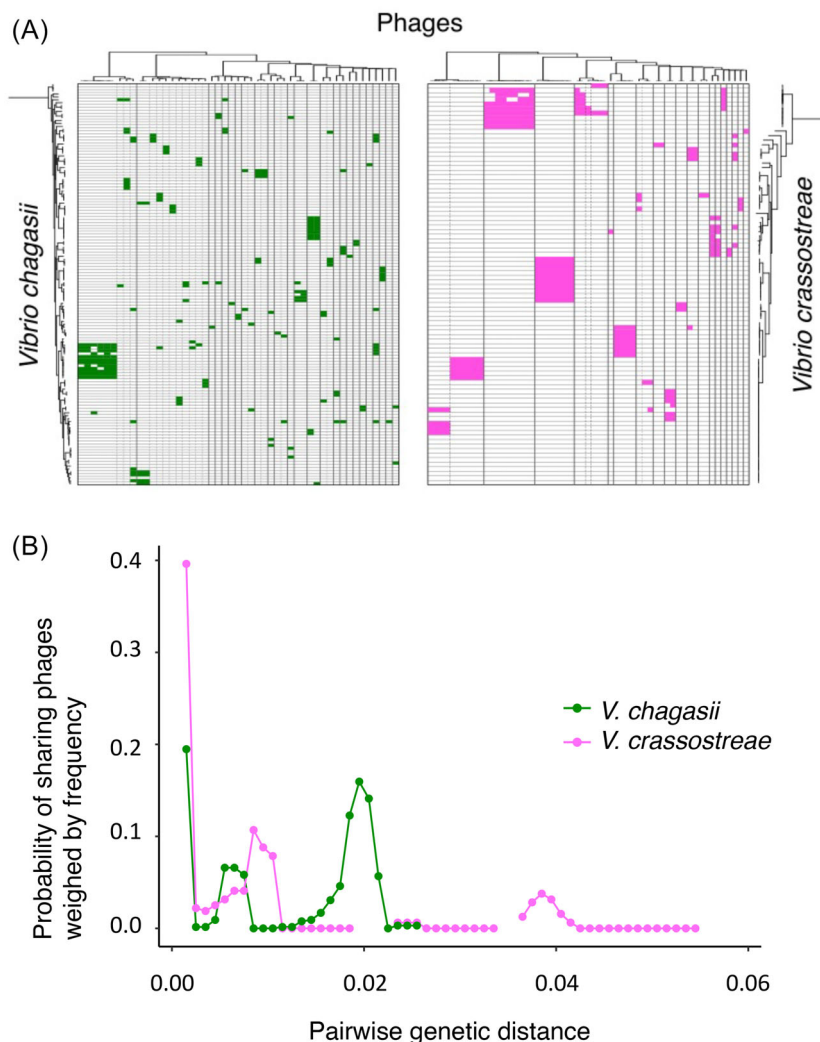 (A)
Phages
Vibrio chagasii
Vibrio crassostreae
(B)
Probability of sharing phages
weighed by frequency
0.4
0.3
0.2
0.1
0.0
V. chagasii
V. crassostreae
0.00
0.02
0.04
0.06
Pairwise genetic distance